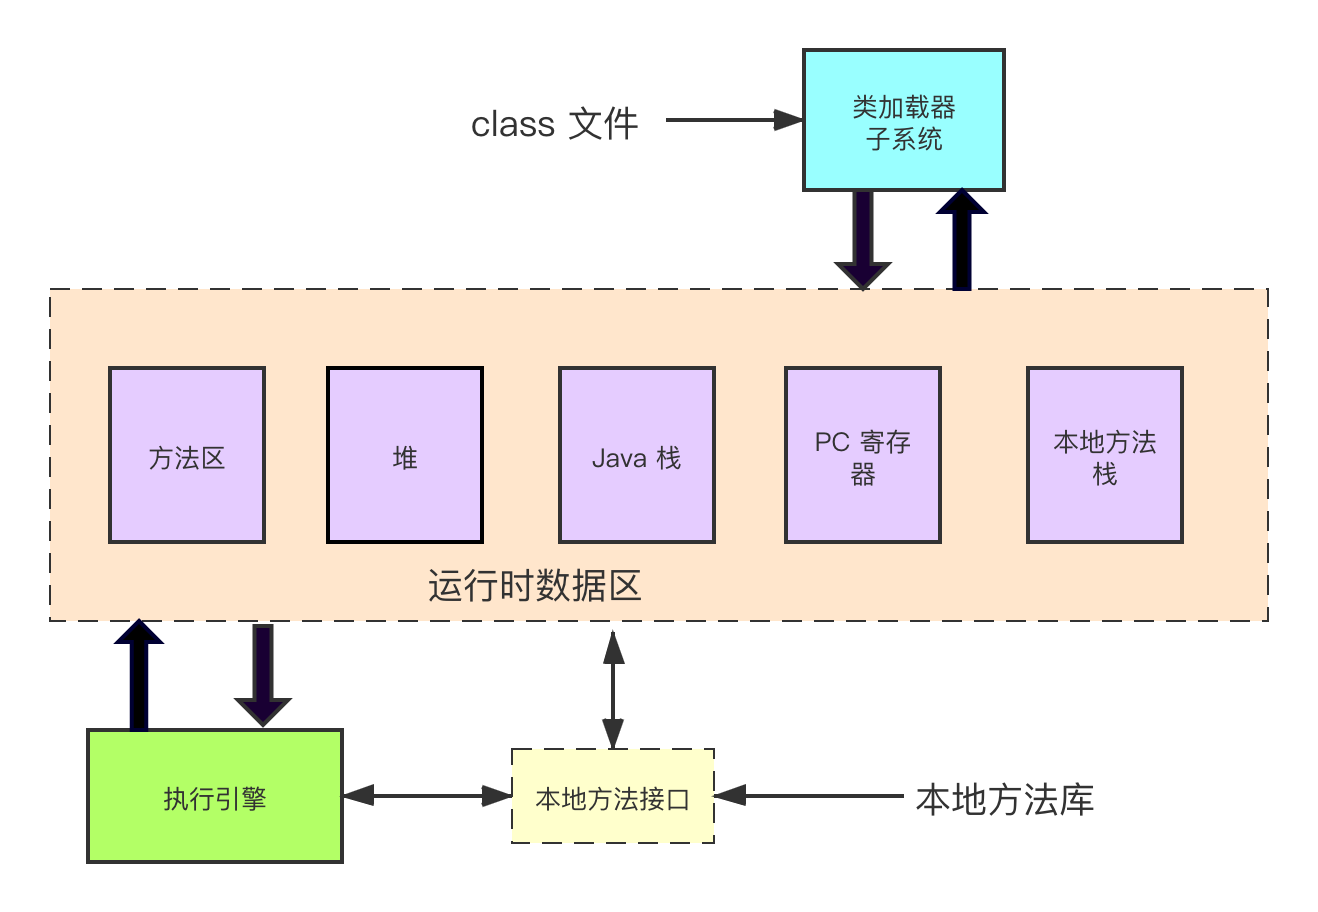 class 文件
类加载器
子系统
方法区
堆
Java 栈
PC 寄存
器
本地方法
栈
运行时数据区
执行引擎
本地方法接口
本地方法库